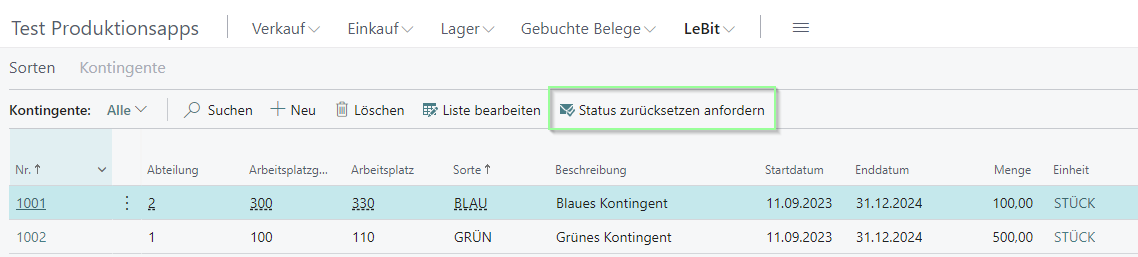 Test Produktionsapps Verkauf Einkauf Lager Gebuchte Belege LeBit
Sorten Kontingente
Kontingente: Alle Suchen Neu Löschen Liste bearbeiten Status zurücksetzen anfordern
Nr. ↑ Abteilung Arbeitsplatzg... Arbeitsplatz Sorte ↑ Beschreibung Startdatum Enddatum Menge Einheit
1001 2 300 330 BLAU Blaues Kontingent 11.09.2023 31.12.2024 100,00 STÜCK
1002 1 100 110 GRÜN Grünes Kontingent 11.09.2023 31.12.2024 500,00 STÜCK